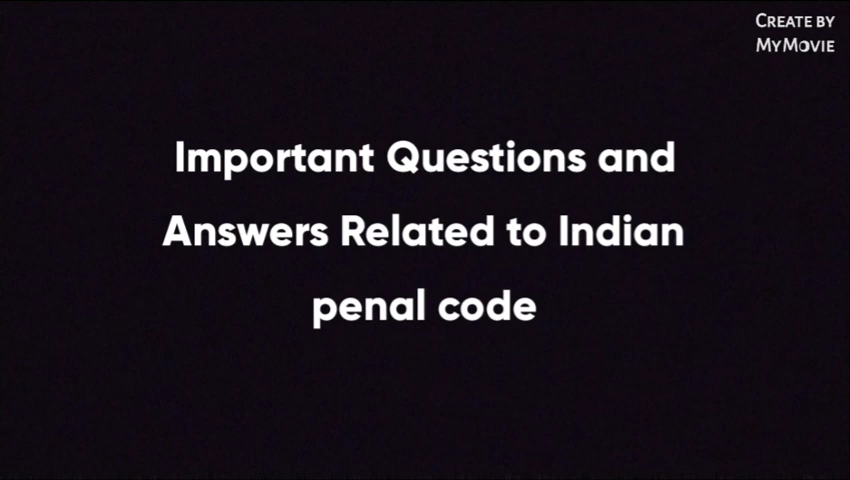 CREATE BY
MYMOVIE
Important Questions and
Answers Related to Indian
penal code